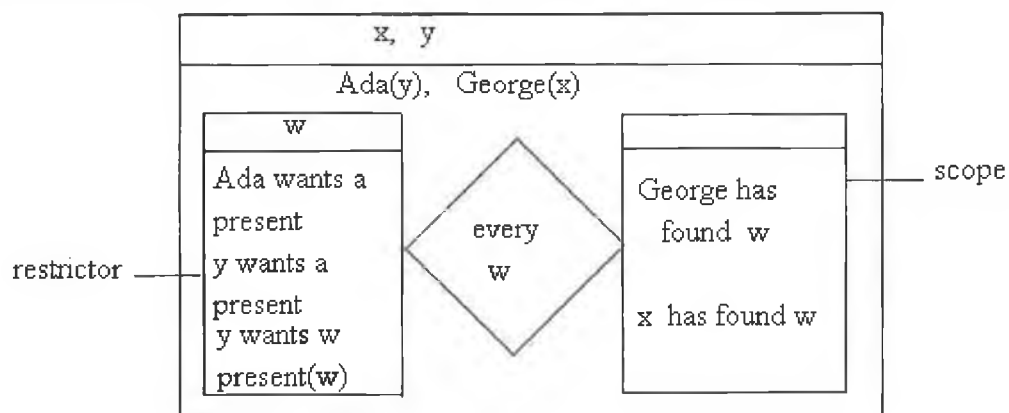 x, y
Ada(y), George(x)
restrictor
w
Ada wants a
present
y wants a
present
y wants w
present(w)
every
w
George has
found w
x has found w
scope